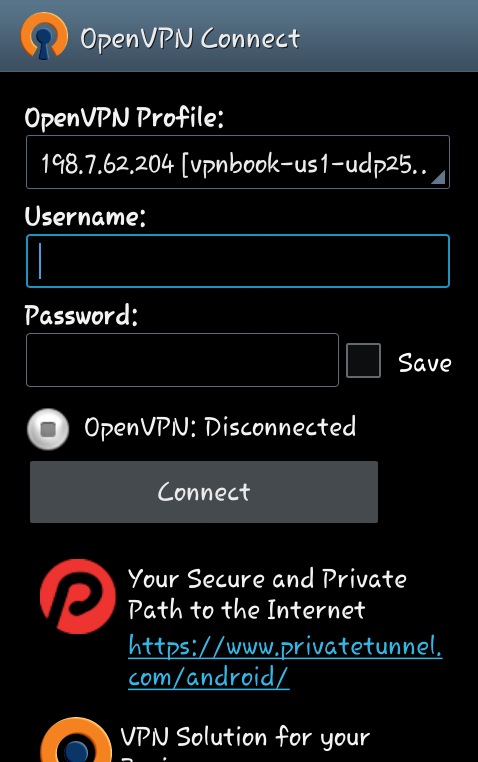 OpenVPN Connect
OpenVPN Profile:
198.7.62.204 [vpnbook-us1-udp25..
Username:
Password:
Save
OpenVPN: Disconnected
Connect
Your Secure and Private
Path to the Internet
https://www.privatetunnel.
com/android/
VPN Solution for your